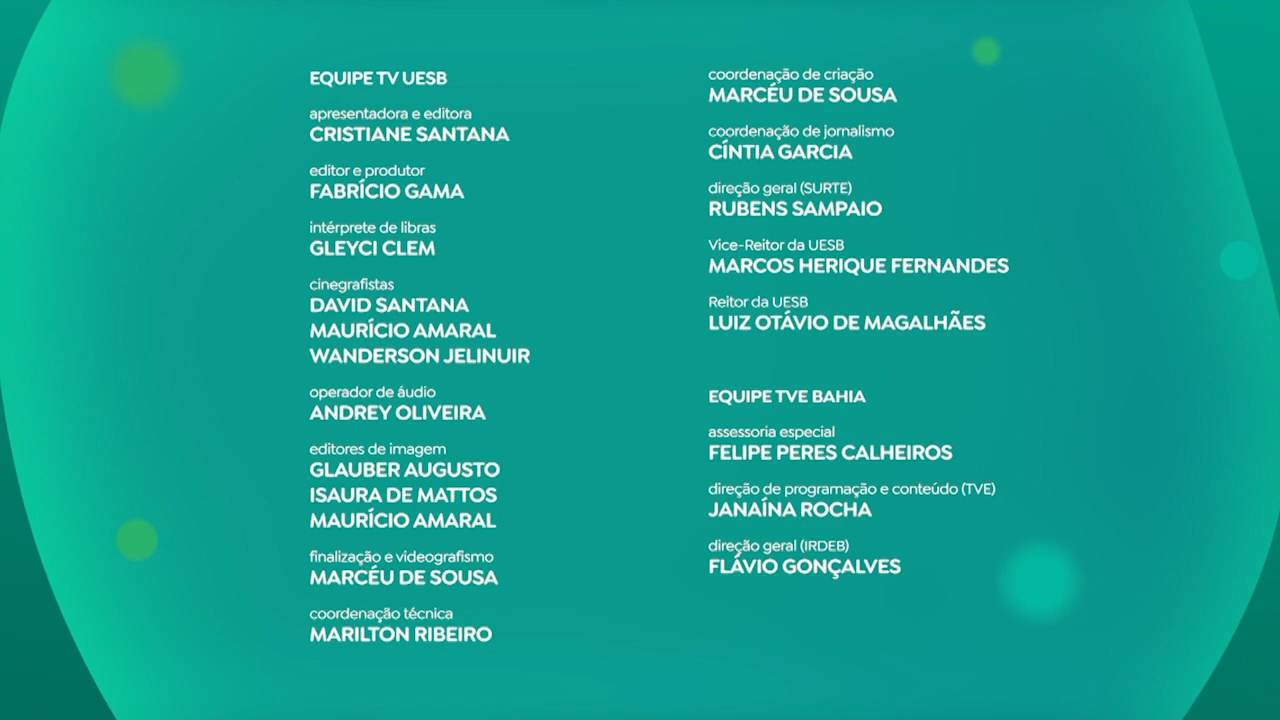 EQUIPE TV UESB
apresentadora e editora
CRISTIANE SANTANA
editor e produtor
FABRÍCIO GAMA
intérprete de libras
GLEYCI CLEM
cinegrafistas
DAVID SANTANA
MAURÍCIO AMARAL
WANDERSON JELINUIR
operador de áudio
ANDREY OLIVEIRA
editores de imagem
GLAUBER AUGUSTO
ISAURA DE MATTOS
MAURÍCIO AMARAL
finalização e videografismo
MARCÉU DE SOUSA
coordenação técnica
MARILTON RIBEIRO
coordenação de criação
MARCÉU DE SOUSA
coordenação de jornalismo
CÍNTIA GARCIA
direção geral (SURTE)
RUBENS SAMPAIO
Vice-Reitor da UESB
MARCOS HERIQUE FERNANDES
Reitor da UESB
LUIZ OTÁVIO DE MAGALHÃES
EQUIPE TVE BAHIA
assessoria especial
FELIPE PERES CALHEIROS
direção de programação e conteúdo (TVE)
JANAÍNA ROCHA
direção geral (IRDEB)
FLÁVIO GONÇALVES